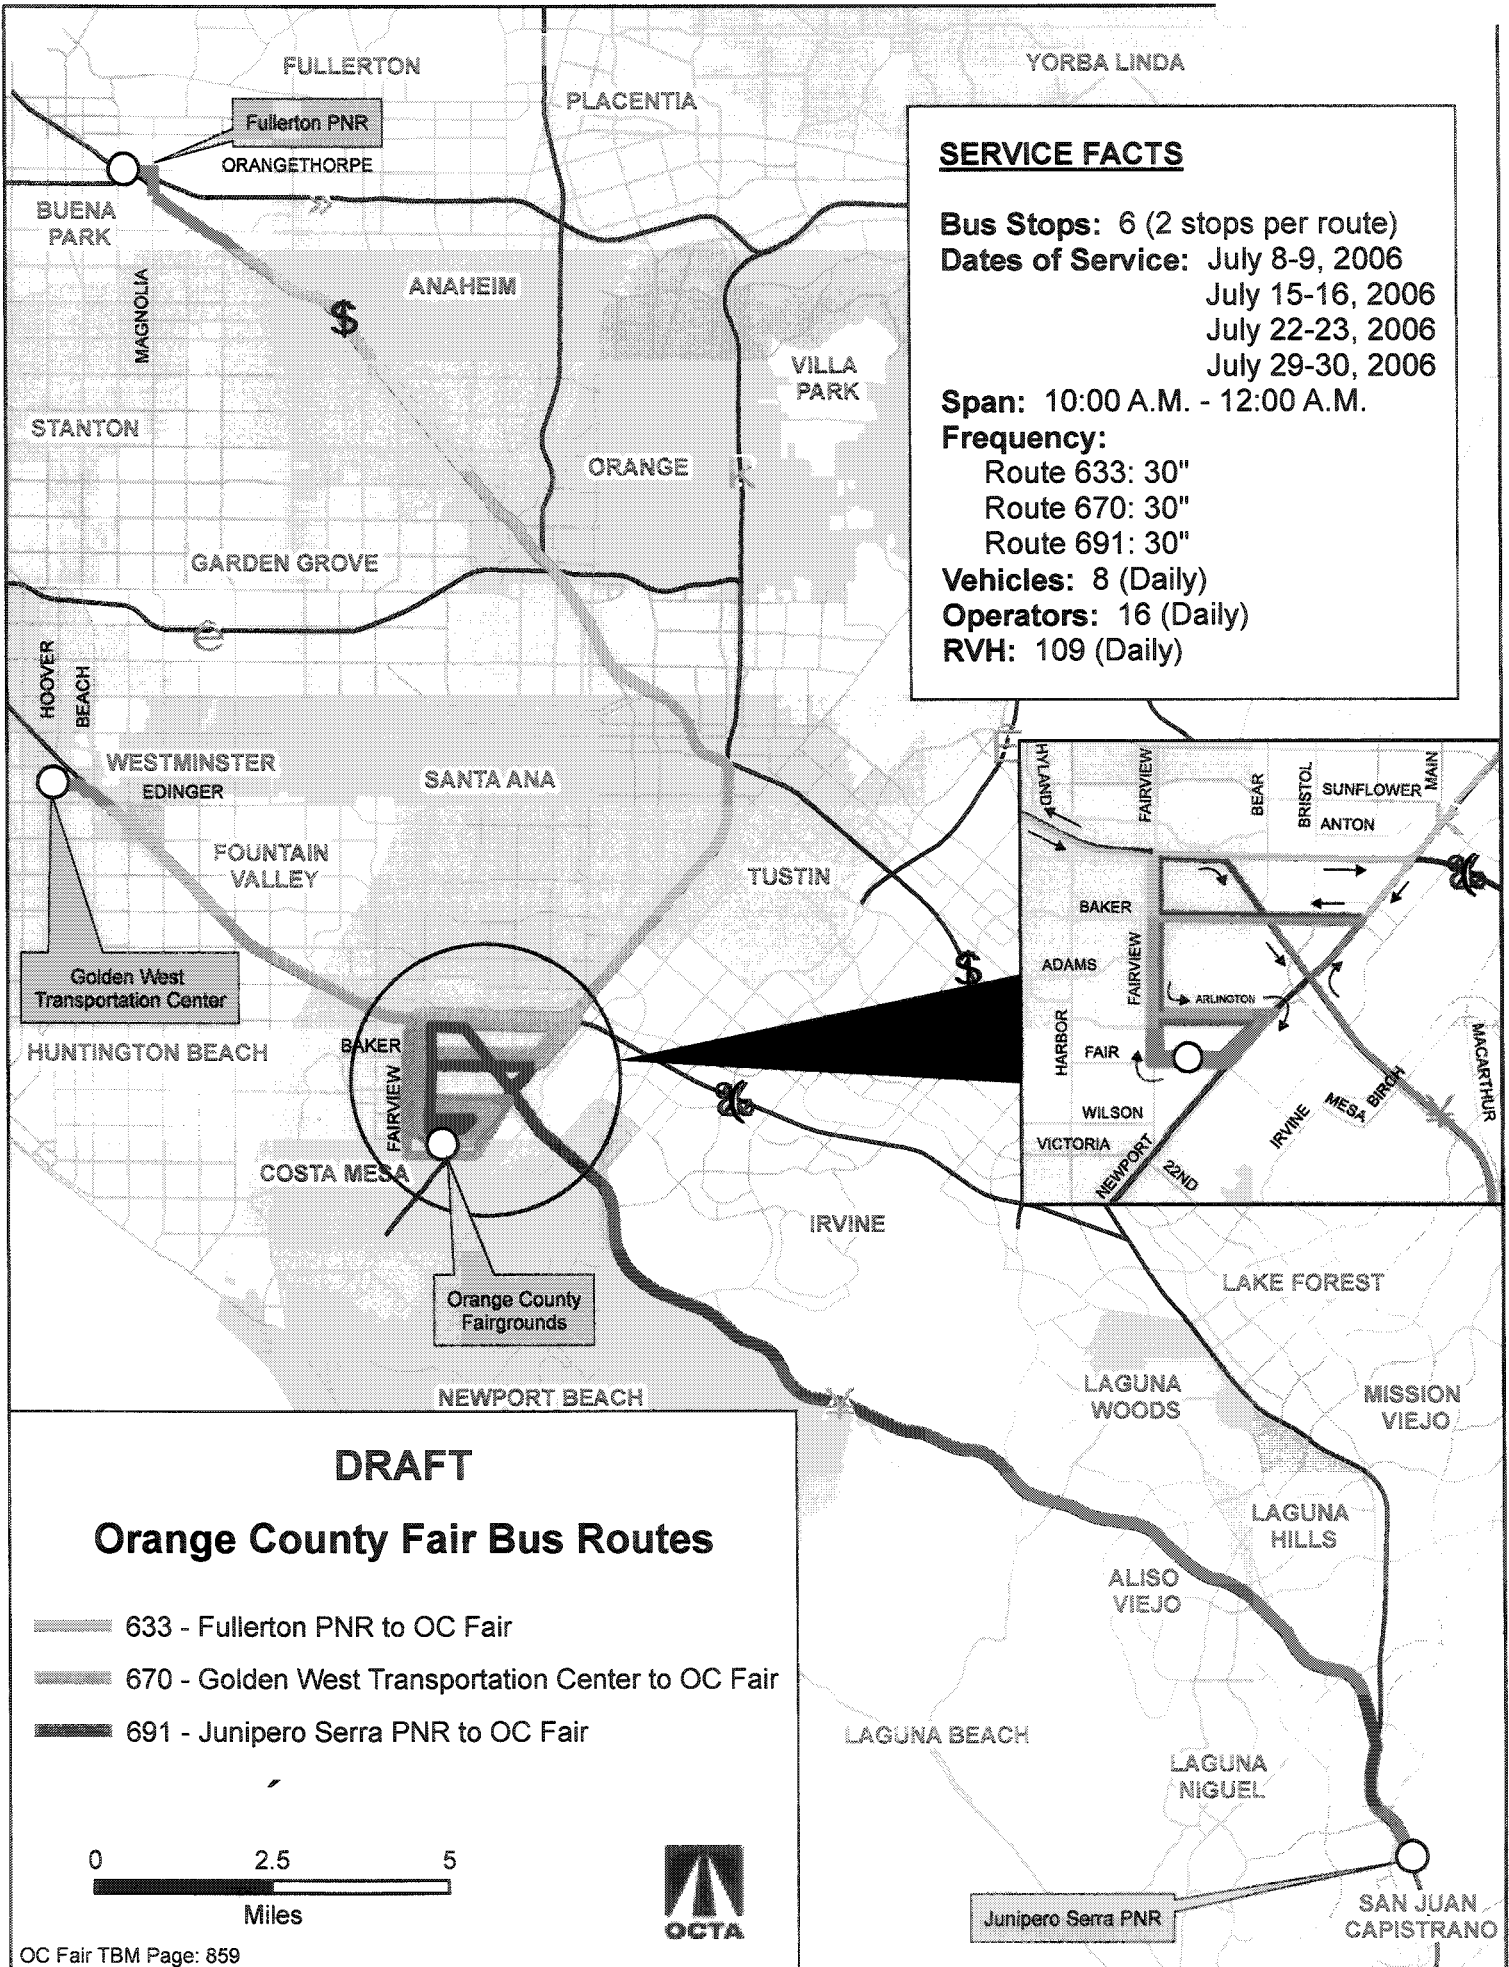 FULLERTON
YORBA LINDA
PLACENTIA
Fullerton PNR
ORANGETHORPE
BUENA
PARK
MAGNOLIA
ANAHEIM
VILLA
PARK
STANTON
ORANGE
GARDEN GROVE
HOOVER
BEACH
WESTMINSTER
EDINGER
SANTA ANA
FOUNTAIN
VALLEY
TUSTIN
Golden West
Transportation Center
HUNTINGTON BEACH
BAKER
FAIRVIEW
COSTA MESA
IRVINE
Orange County
Fairgrounds
NEWPORT BEACH
LAKE FOREST
LAGUNA
WOODS
MISSION
VIEJO
LAGUNA
HILLS
ALISO
VIEJO
LAGUNA BEACH
LAGUNA
NIGUEL
Junipero Serra PNR
SAN JUAN
CAPISTRANO
SERVICE FACTS
Bus Stops: 6 (2 stops per route)
Dates of Service: July 8-9, 2006
July 15-16, 2006
July 22-23, 2006
July 29-30, 2006
Span: 10:00 A.M. - 12:00 A.M.
Frequency:
Route 633: 30"
Route 670: 30"
Route 691: 30"
Vehicles: 8 (Daily)
Operators: 16 (Daily)
RVH: 109 (Daily)
HYLAND
FAIRVIEW
BEAR
BRISTOL
SUNFLOWER
MAIN
ANTON
BAKER
ADAMS
FAIRVIEW
ARLINGTON
HARBOR
FAIR
MACARTHUR
WILSON
VICTORIA
NEWPORT
22ND
IRVINE
MESA
BIRCH
DRAFT
Orange County Fair Bus Routes
633 - Fullerton PNR to OC Fair
670 - Golden West Transportation Center to OC Fair
691 - Junipero Serra PNR to OC Fair
0 2.5 5
Miles
OCTA
OC Fair TBM Page: 859